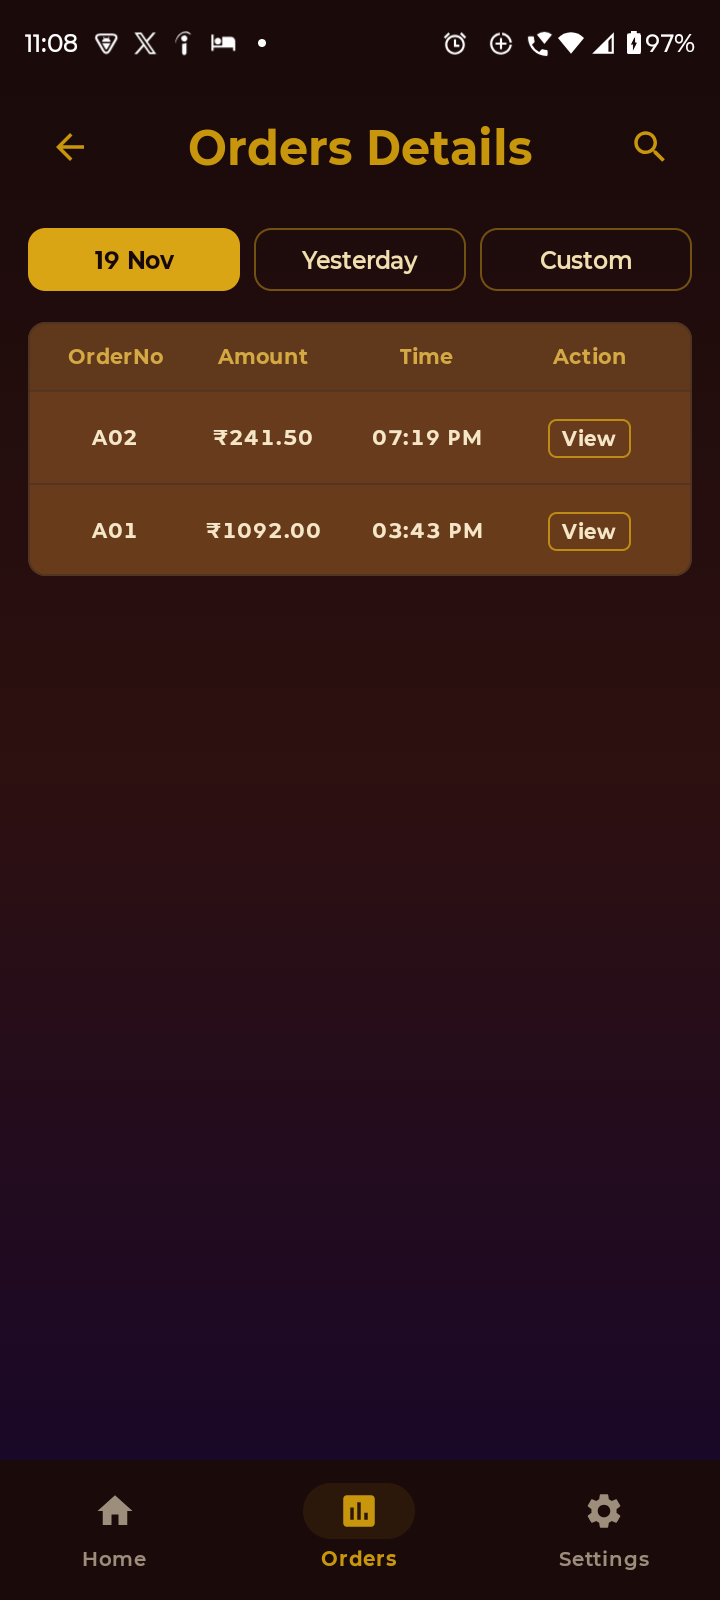 11:08 97%
Orders Details
19 Nov Yesterday Custom
OrderNo Amount Time Action
A02 ₹241.50 07:19 PM View
A01 ₹1092.00 03:43 PM View
Home Orders Settings